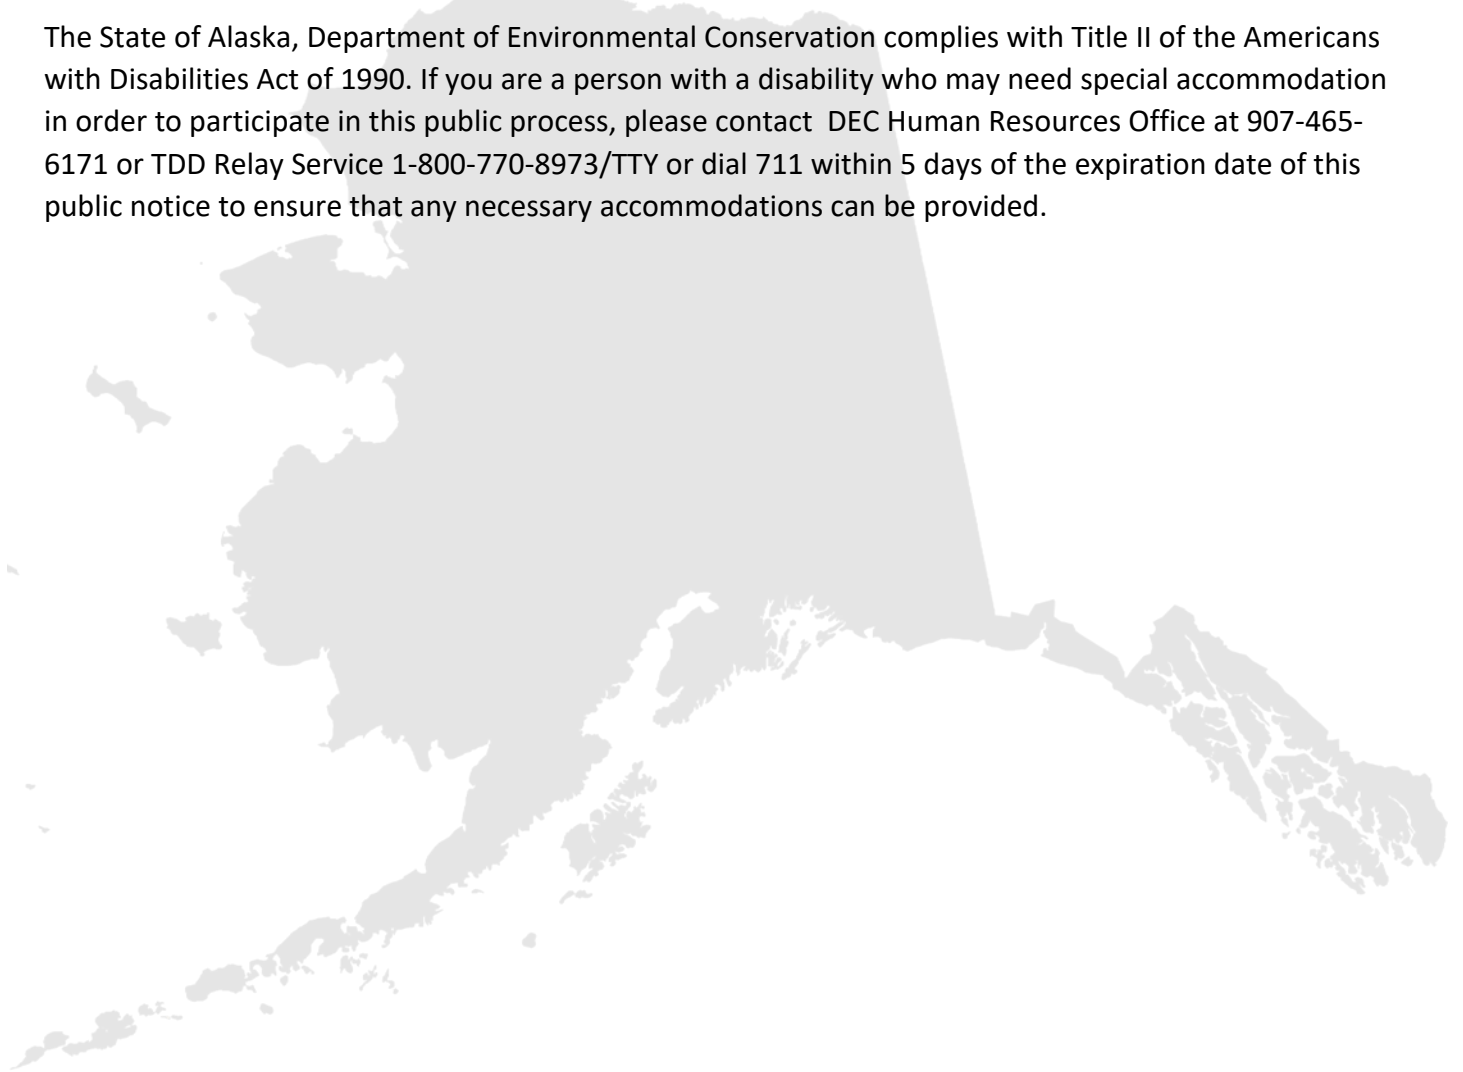 The State of Alaska, Department of Environmental Conservation complies with Title II of the Americans
with Disabilities Act of 1990. If you are a person with a disability who may need special accommodation
in order to participate in this public process, please contact  DEC Human Resources Office at 907-465-
6171 or TDD Relay Service 1-800-770-8973/TTY or dial 711 within 5 days of the expiration date of this
public notice to ensure that any necessary accommodations can be provided.